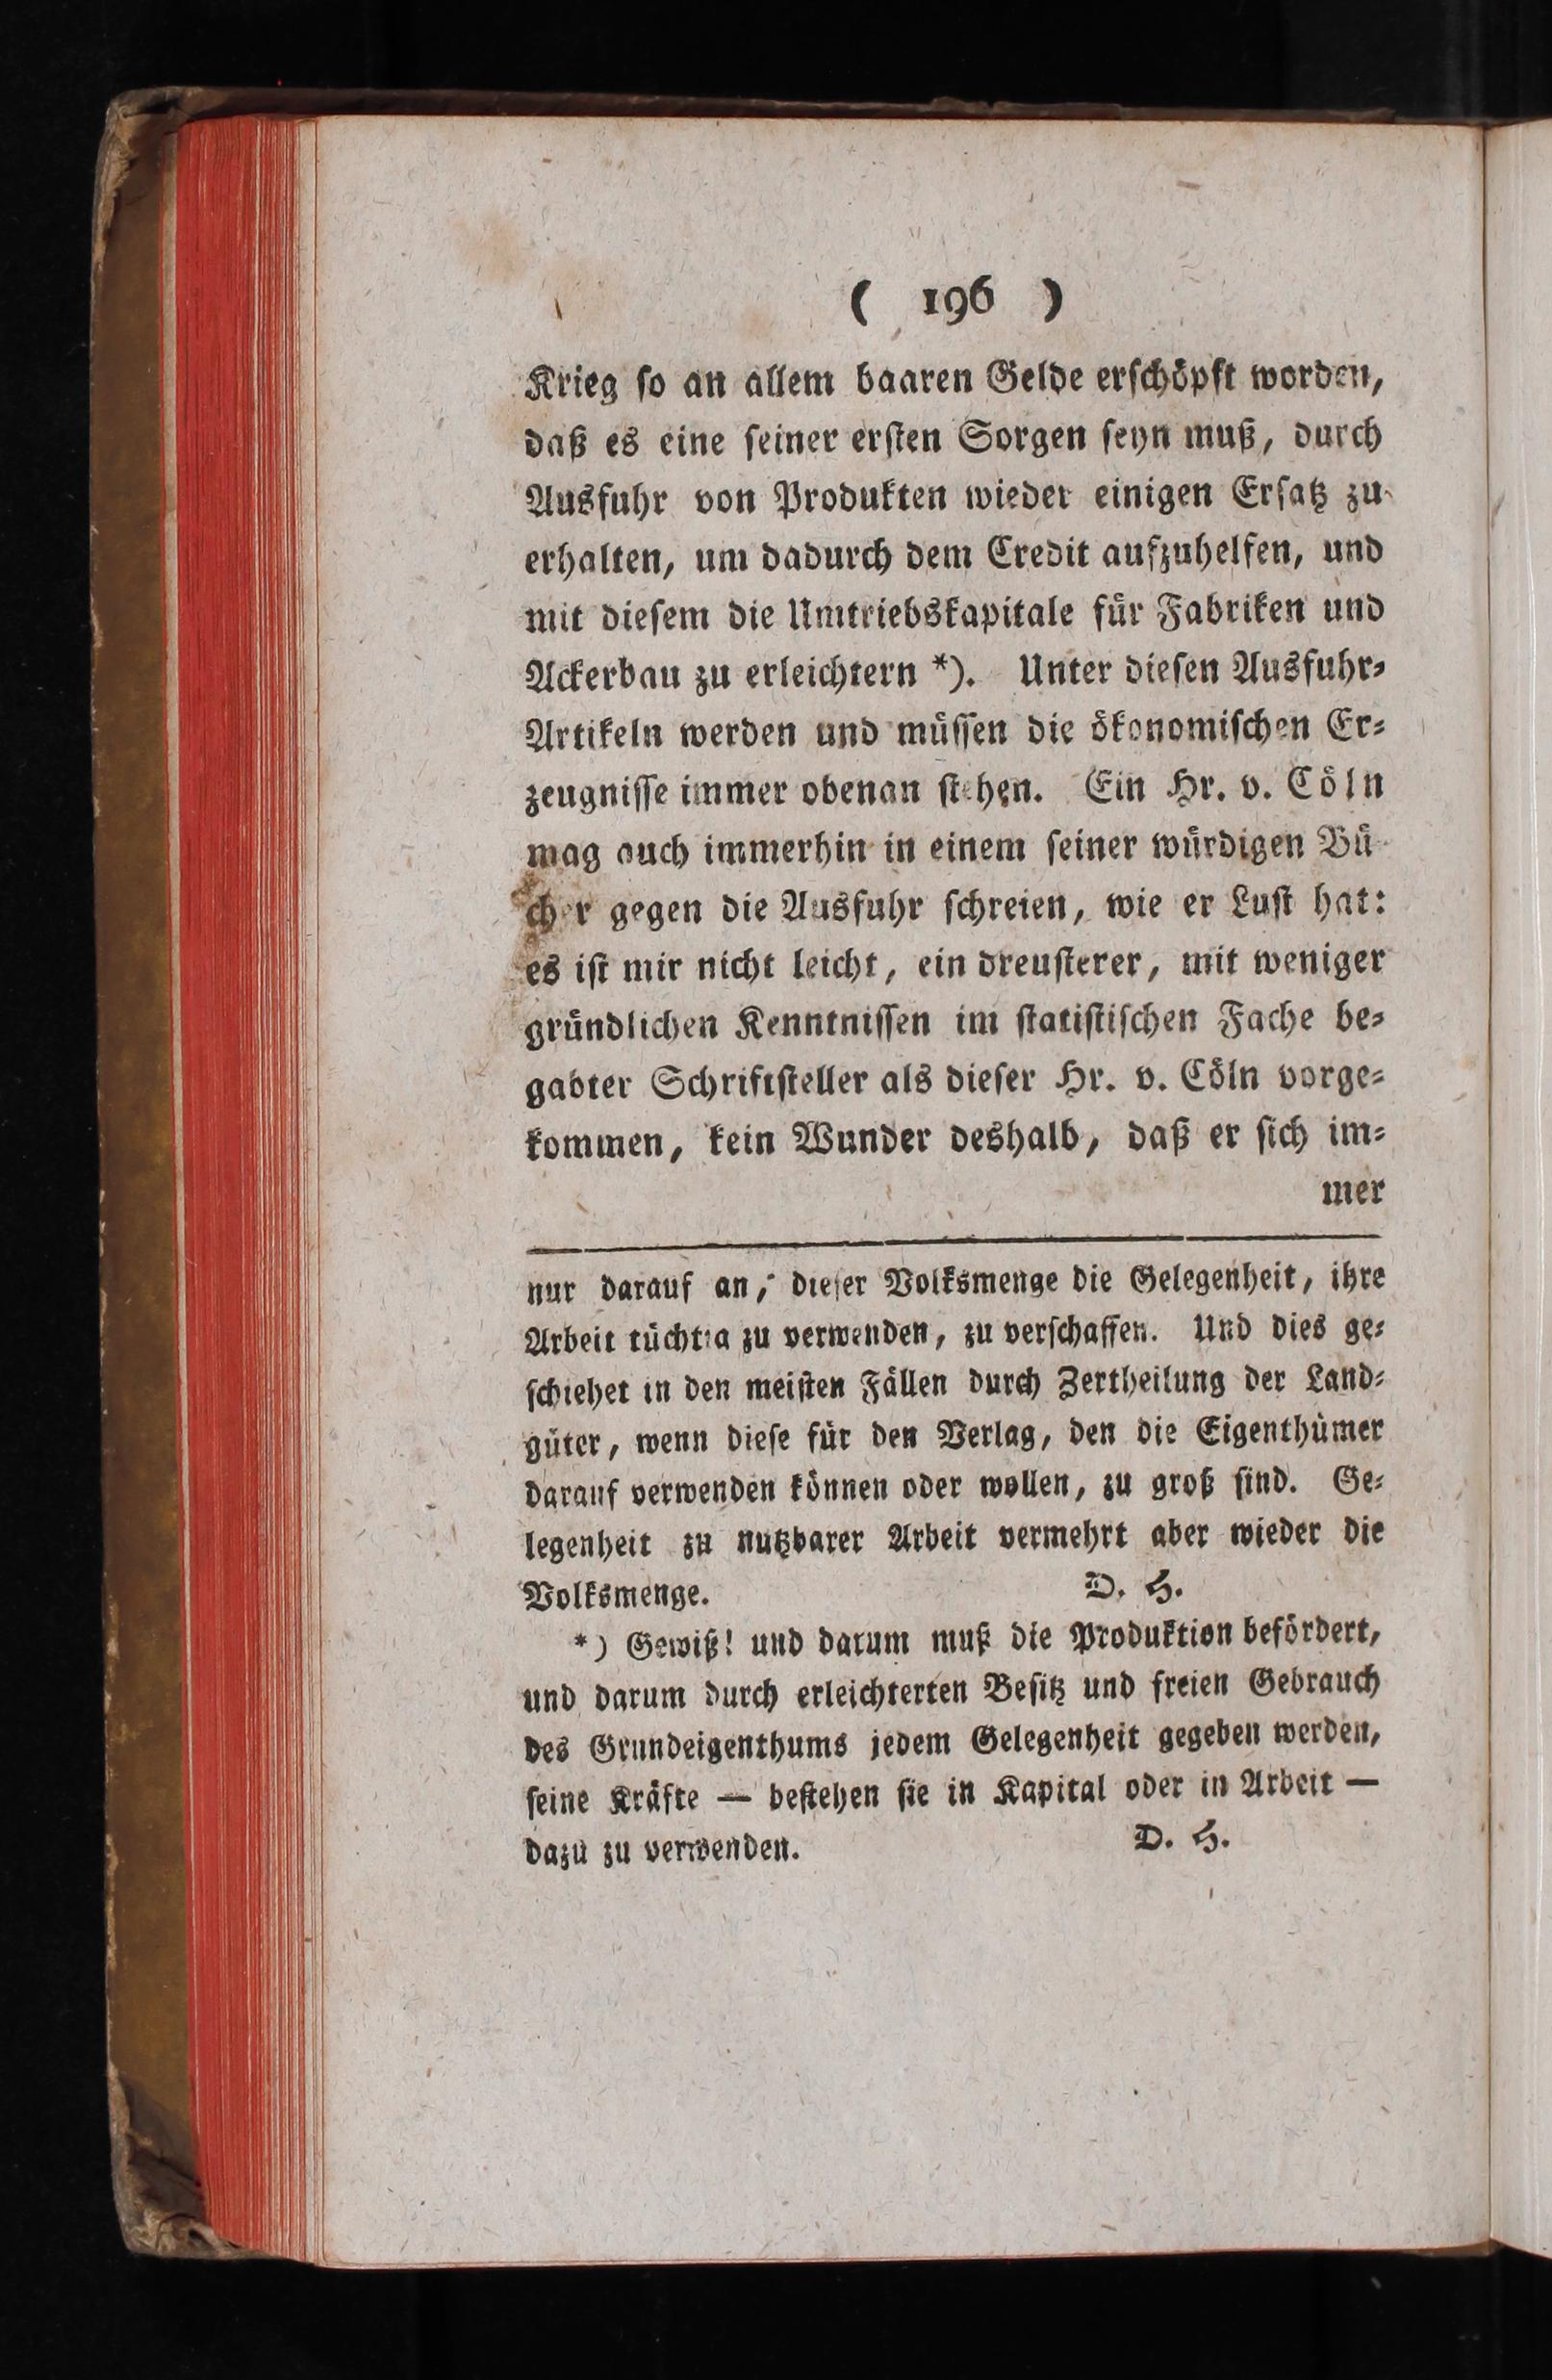 ( 196 )
Krieg ſo an allem baaren Gelde erſchöpft worden,
daß es eine ſeiner erſten Sorgen ſeyn muß, durch
Ausfuhr von Produkten wieder einigen Erſatz zu
erhalten, um dadurch dem Credit aufzuhelfen, und
mit dieſem die Umtriebskapitale für Fabriken und
Ackerbau zu erleichtern *). Unter dieſen Ausfuhr⸗
Artikeln werden und müſſen die ökonomiſchen Er⸗
zeugniſſe immer obenan ſtehen. Ein Hr. v. Cöln
mag auch immerhin in einem ſeiner würdigen Bü⸗
cher gegen die Ausfuhr ſchreien, wie er Luſt hat:
es iſt mir nicht leicht, ein dreuſterer, mit weniger
gründlichen Kenntniſſen im ſtatiſtiſchen Fache be⸗
gabter Schriftſteller als dieſer Hr. v. Cöln vorge⸗
kommen, kein Wunder deshalb, daß er ſich im⸗
mer
nur darauf an, dieſer Volksmenge die Gelegenheit, ihre
Arbeit tüchtig zu verwenden, zu verſchaffen. Und dies ge⸗
ſchiehet in den meiſten Fällen durch Zertheilung der Land⸗
güter, wenn dieſe für den Verlag, den die Eigenthümer
darauf verwenden können oder wollen, zu groß ſind. Ge⸗
legenheit zu nutzbarer Arbeit vermehrt aber wieder die
Volksmenge. D. H.
*) Gewiß! und darum muß die Produktion befördert,
und darum durch erleichterten Beſitz und freien Gebrauch
des Grundeigenthums jedem Gelegenheit gegeben werden,
ſeine Kräfte — beſtehen ſie in Kapital oder in Arbeit —
dazu zu verwenden. D. H.